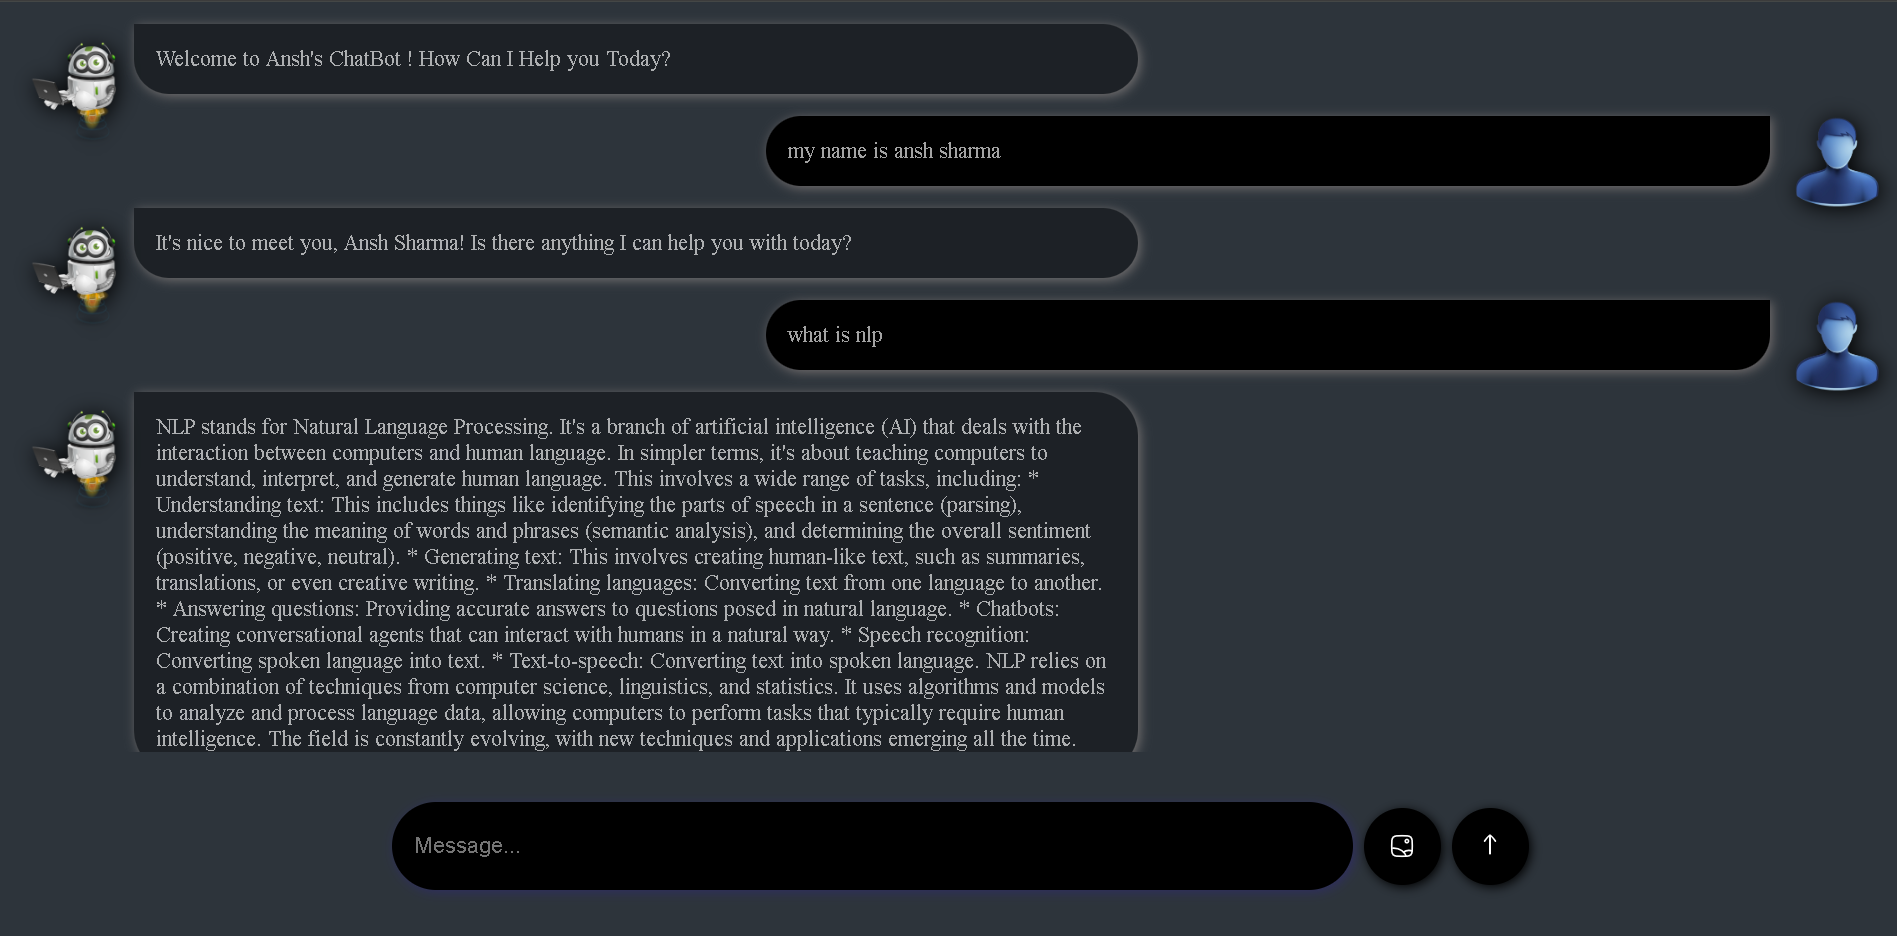 Welcome to Ansh's ChatBot ! How Can I Help you Today?
my name is ansh sharma
It's nice to meet you, Ansh Sharma! Is there anything I can help you with today?
what is nlp
NLP stands for Natural Language Processing. It's a branch of artificial intelligence (AI) that deals with the
interaction between computers and human language. In simpler terms, it's about teaching computers to
understand, interpret, and generate human language. This involves a wide range of tasks, including: *
Understanding text: This includes things like identifying the parts of speech in a sentence (parsing),
understanding the meaning of words and phrases (semantic analysis), and determining the overall sentiment
(positive, negative, neutral). * Generating text: This involves creating human-like text, such as summaries,
translations, or even creative writing. * Translating languages: Converting text from one language to another.
* Answering questions: Providing accurate answers to questions posed in natural language. * Chatbots:
Creating conversational agents that can interact with humans in a natural way. * Speech recognition:
Converting spoken language into text. * Text-to-speech: Converting text into spoken language. NLP relies on
a combination of techniques from computer science, linguistics, and statistics. It uses algorithms and models
to analyze and process language data, allowing computers to perform tasks that typically require human
intelligence. The field is constantly evolving, with new techniques and applications emerging all the time.
Message...